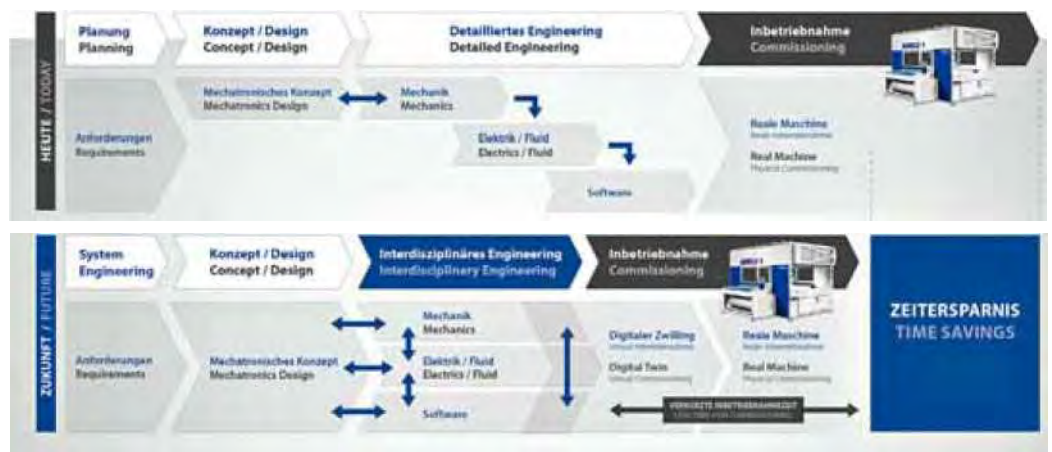 HEUTE / TODAY
Planung
Planning
Konzept / Design
Concept / Design
Detailliertes Engineering
Detailed Engineering
Inbetriebnahme
Commissioning
Anforderungen
Requirements
Mechatronisches Konzept
Mechatronics Design
Mechanik
Mechanics
Elektrik / Fluid
Electrics / Fluid
Software
Reale Maschine
Real Machine
Physical Commissioning
ZUKUNFT / FUTURE
System
Engineering
Konzept / Design
Concept / Design
Interdisziplinäres Engineering
Interdisciplinary Engineering
Inbetriebnahme
Commissioning
Anforderungen
Requirements
Mechatronisches Konzept
Mechatronics Design
Mechanik
Mechanics
Elektrik / Fluid
Electrics / Fluid
Software
Digitaler Zwilling
Digital Twin
Virtual Commissioning
Reale Maschine
Real Machine
Physical Commissioning
VERKÜRZTE INBETRIEBNAHMEZEIT
ZEITERSPARNIS
TIME SAVINGS